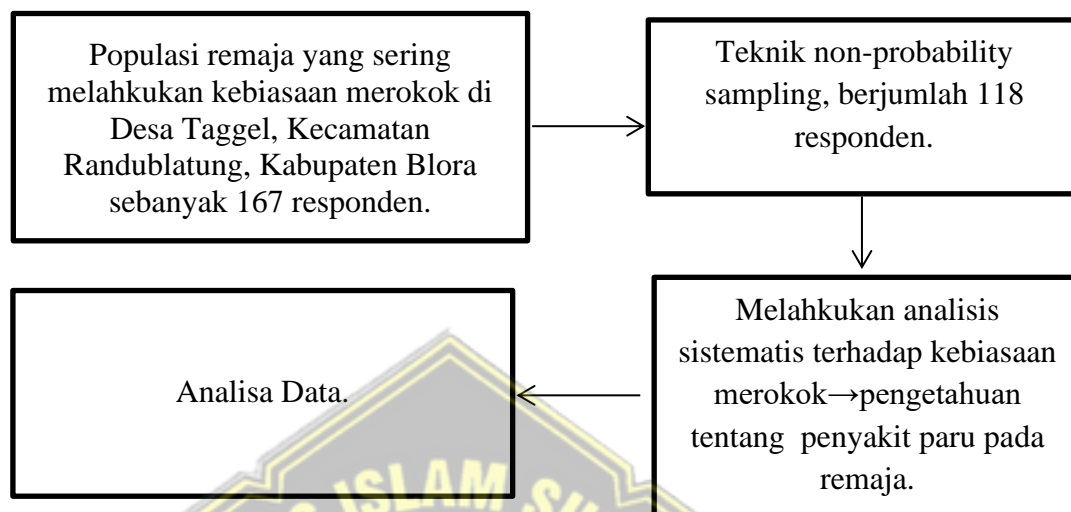 Populasi remaja yang sering
melahkukan kebiasaan merokok di
Desa Taggel, Kecamatan
Randublatung, Kabupaten Blora
sebanyak 167 responden.
Teknik non-probability
sampling, berjumlah 118
responden.
Melahkukan analisis
sistematis terhadap kebiasaan
merokok→pengetahuan
tentang penyakit paru pada
remaja.
Analisa Data.
ISLAM